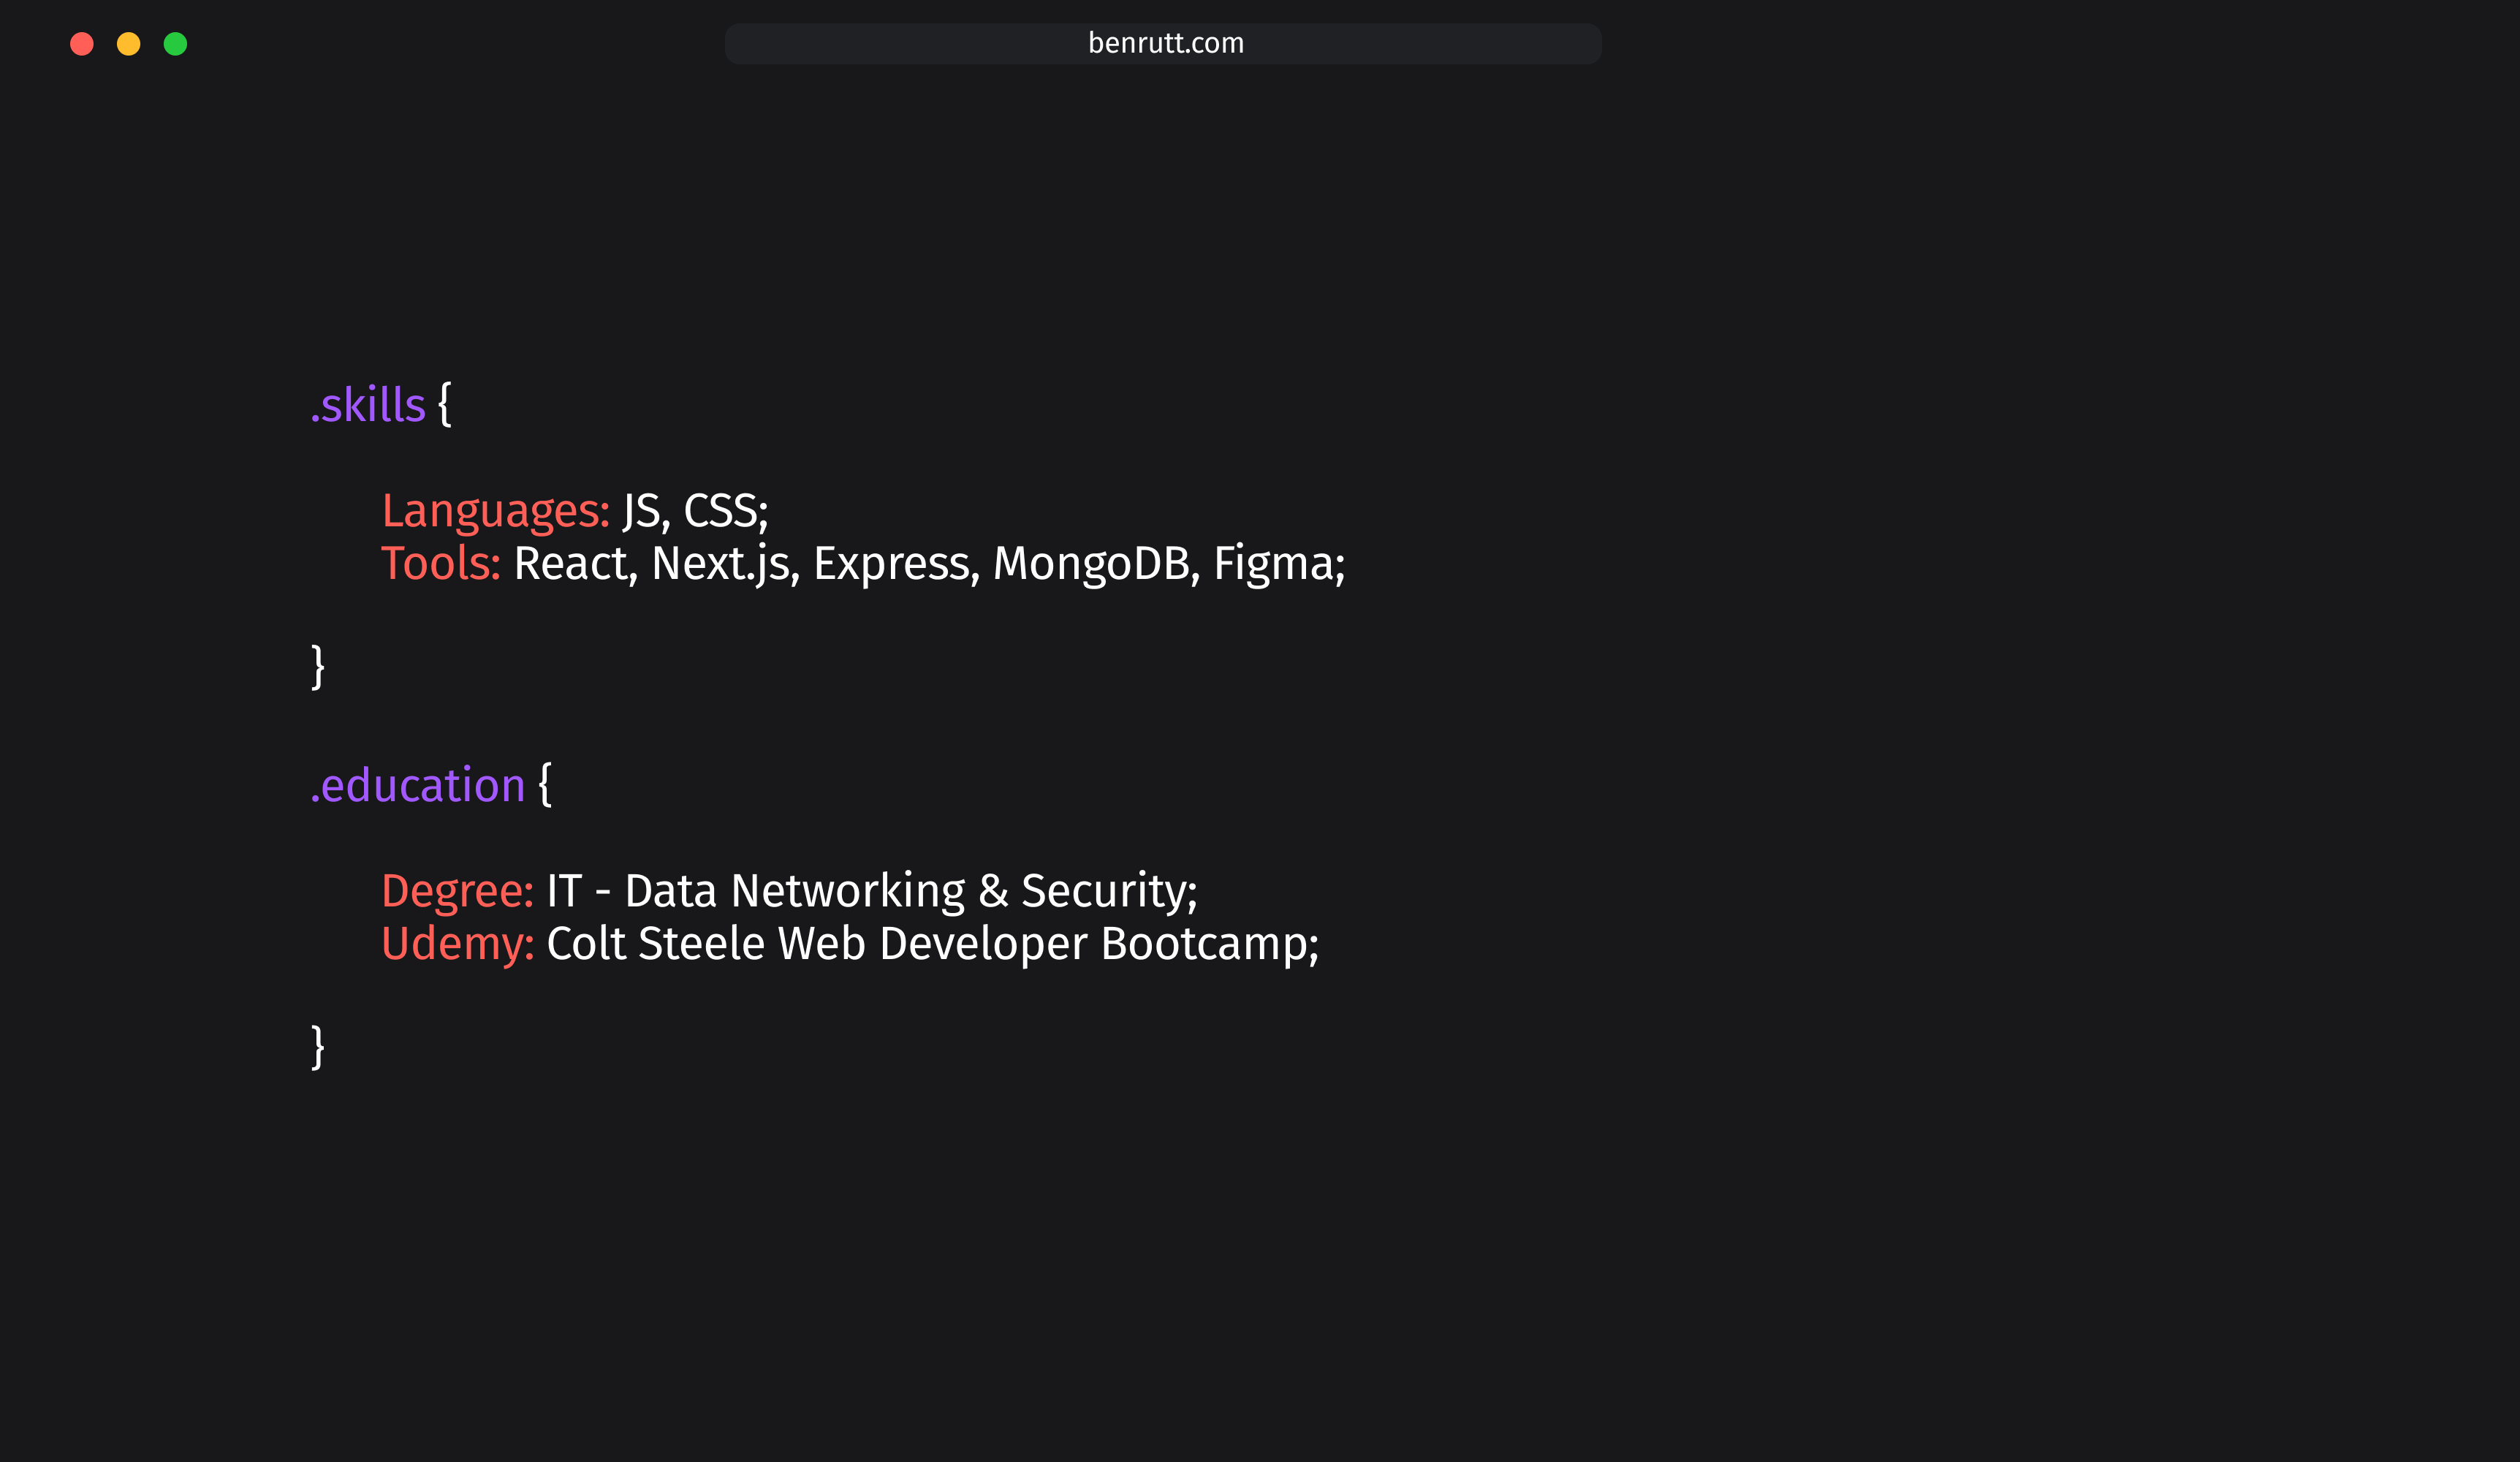 benrutt.com
.skills {
Languages: JS, CSS;
Tools: React, Next.js, Express, MongoDB, Figma;
}
.education {
Degree: IT - Data Networking & Security;
Udemy: Colt Steele Web Developer Bootcamp;
}